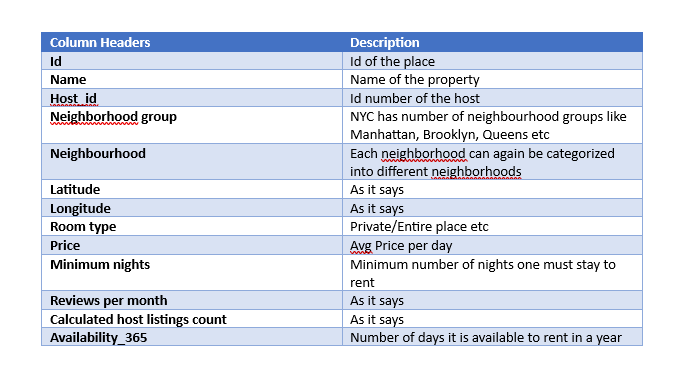 Column Headers Description
Id Id of the place
Name Name of the property
Host_id Id number of the host
Neighborhood group NYC has number of neighbourhood groups like
Manhattan, Brooklyn, Queens etc
Neighbourhood Each neighborhood can again be categorized
into different neighborhoods
Latitude As it says
Longitude As it says
Room type Private/Entire place etc
Price Avg Price per day
Minimum nights Minimum number of nights one must stay to
rent
Reviews per month As it says
Calculated host listings count As it says
Availability_365 Number of days it is available to rent in a year